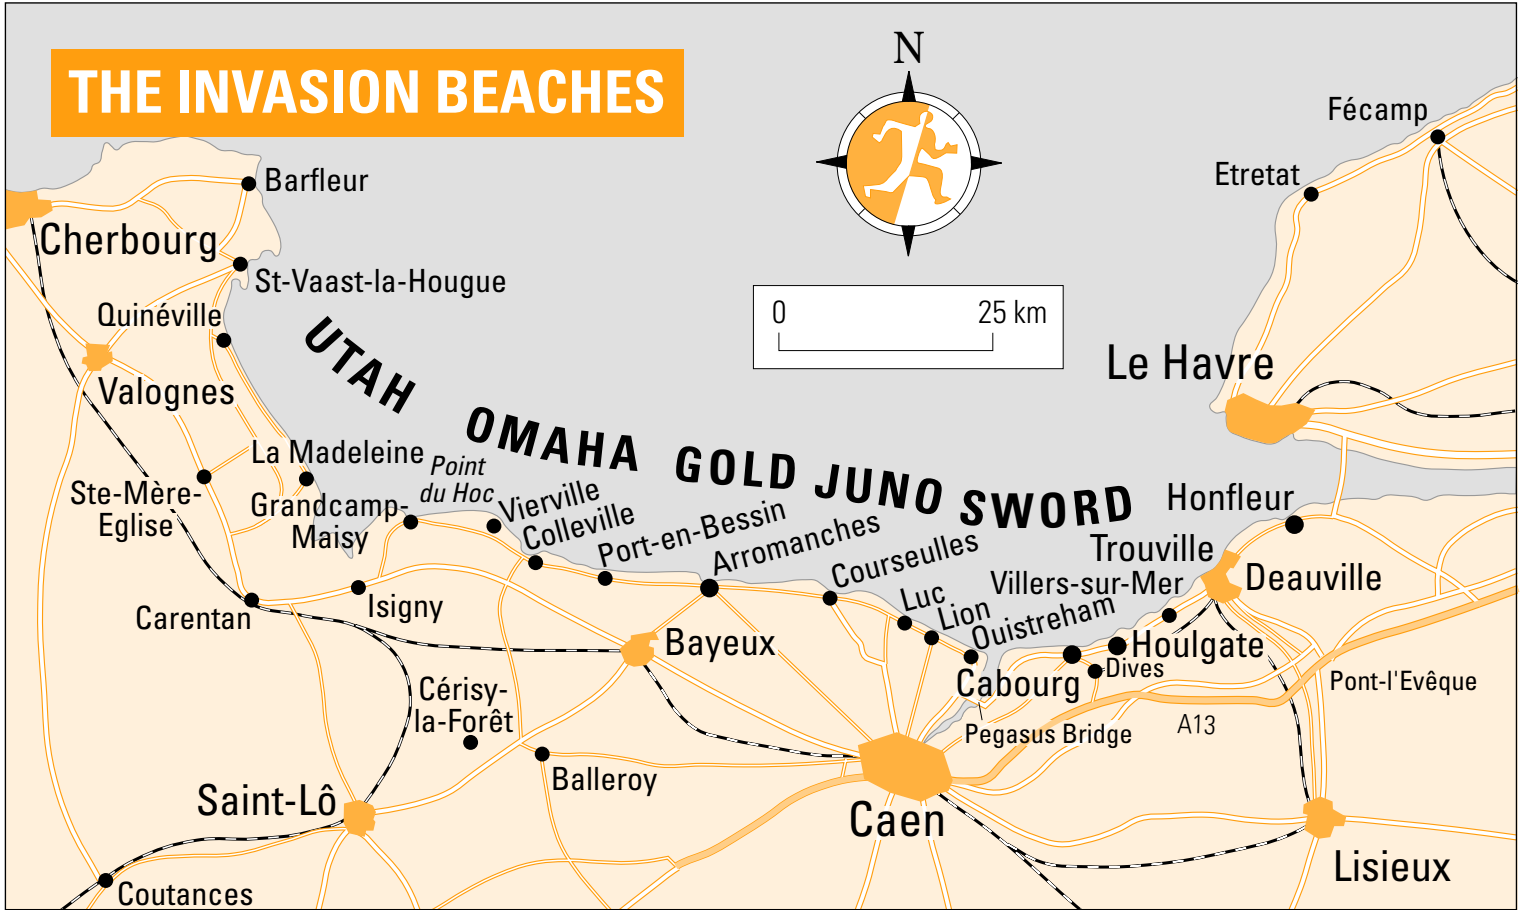 THE INVASION BEACHES
N
Fécamp
Barfleur
Etretat
Cherbourg
St-Vaast-la-Hougue
Quinéville
0 25 km
UTAH
Le Havre
Valognes
OMAHA
GOLD
JUNO
SWORD
La Madeleine
Point
du Hoc
Ste-Mère-
Eglise
Grandcamp-
Maisy
Vierville
Colleville
Port-en-Bessin
Arromanches
Courseulles
Luc
Lion
Ouistreham
Honfleur
Trouville
Deauville
Villers-sur-Mer
Houlgate
Dives
Cabourg
Carentan
Isigny
Bayeux
Cérisy-
la-Forêt
Pegasus Bridge
A13
Pont-l'Evêque
Balleroy
Saint-Lô
Caen
Lisieux
Coutances